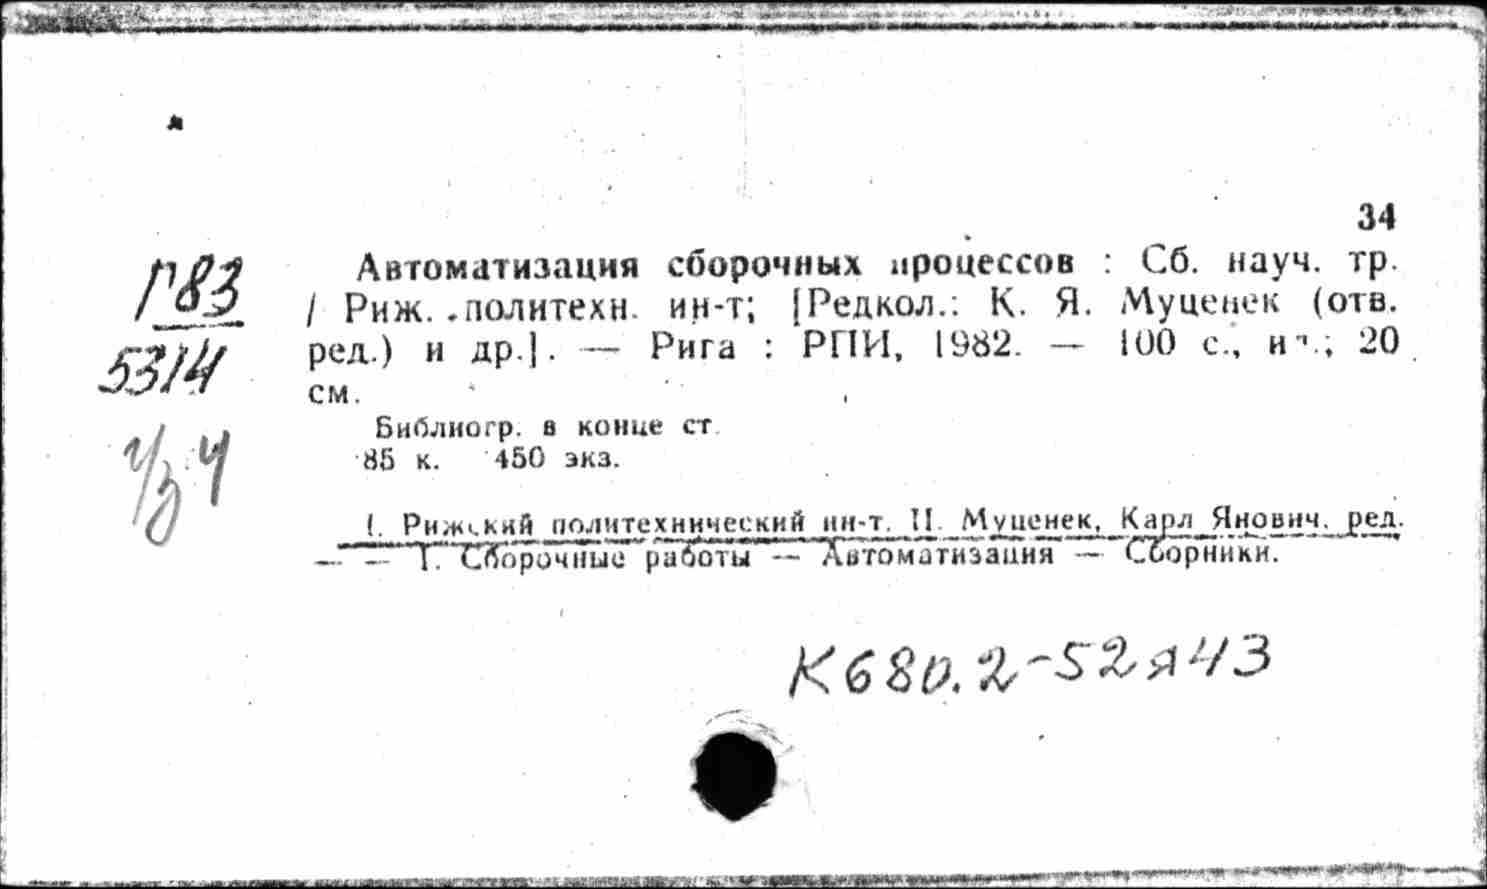 34
Г83
5314
ч/з 4
Автоматизация сборочных процессов : Сб. науч. тр.
/ Риж. политехн. ин-т; [Редкол.: К. Я. Муценек (отв.
ред.) и др.]. — Рига : РПИ, 1982. — 100 с., ил.; 20
см.
Библиогр. в конце ст.
85 к. 450 экз.
I. Рижский политехнический ин-т. II. Муценек, Карл Янович, ред.
— — 1. Сборочные работы — Автоматизация — Сборники.
К680.2-52я43